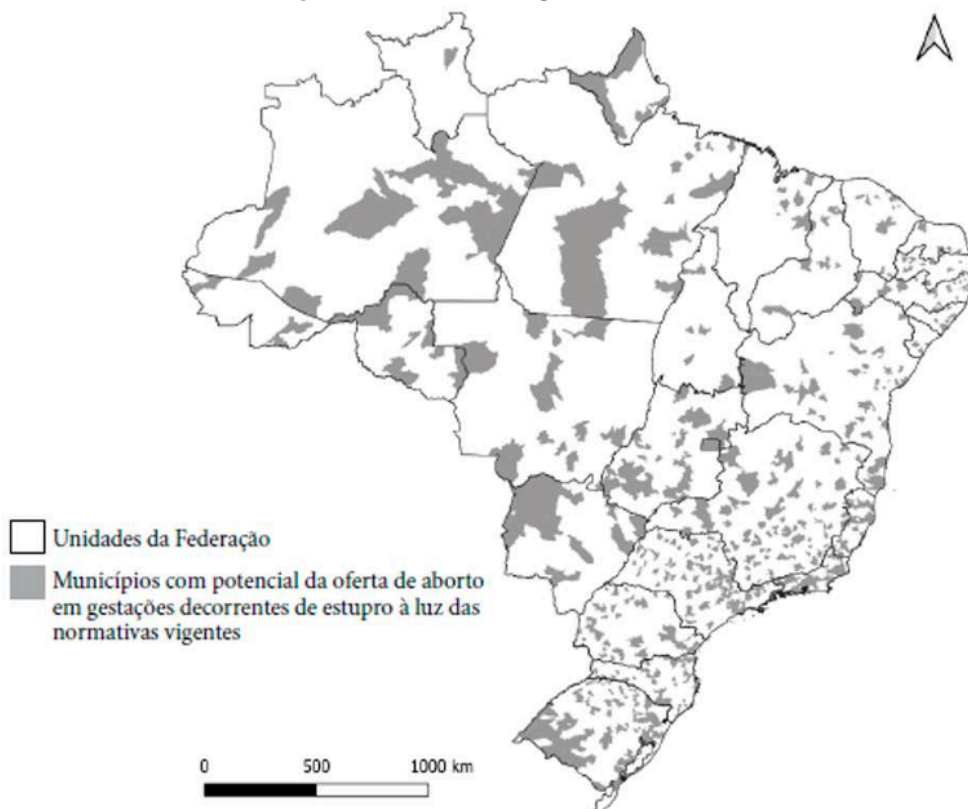 Unidades da Federação
Municípios com potencial da oferta de aborto
em gestações decorrentes de estupro à luz das
normativas vigentes
0 500 1000 km